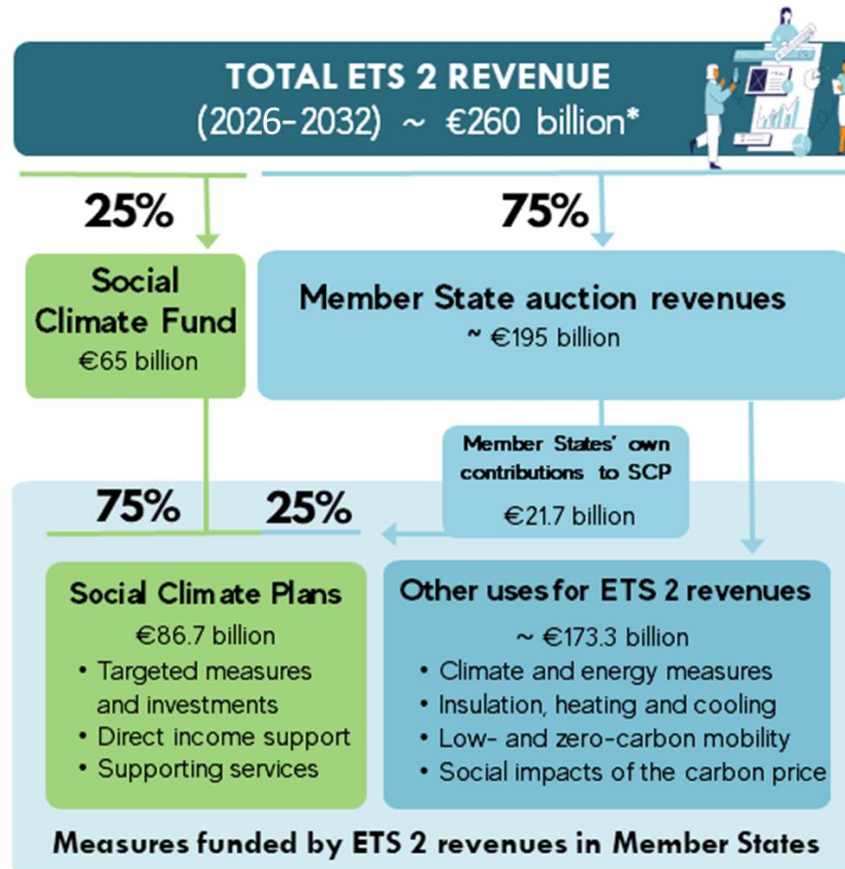 TOTAL ETS 2 REVENUE
(2026-2032) ~ €260 billion*
25%
75%
Social
Climate Fund
€65 billion
Member State auction revenues
~ €195 billion
Member States' own
contributions to SCP
€21.7 billion
75%
25%
Social Climate Plans
€86.7 billion
• Targeted measures
and investments
• Direct income support
• Supporting services
Other uses for ETS 2 revenues
~ €173.3 billion
• Climate and energy measures
• Insulation, heating and cooling
• Low- and zero-carbon mobility
• Social impacts of the carbon price
Measures funded by ETS 2 revenues in Member States